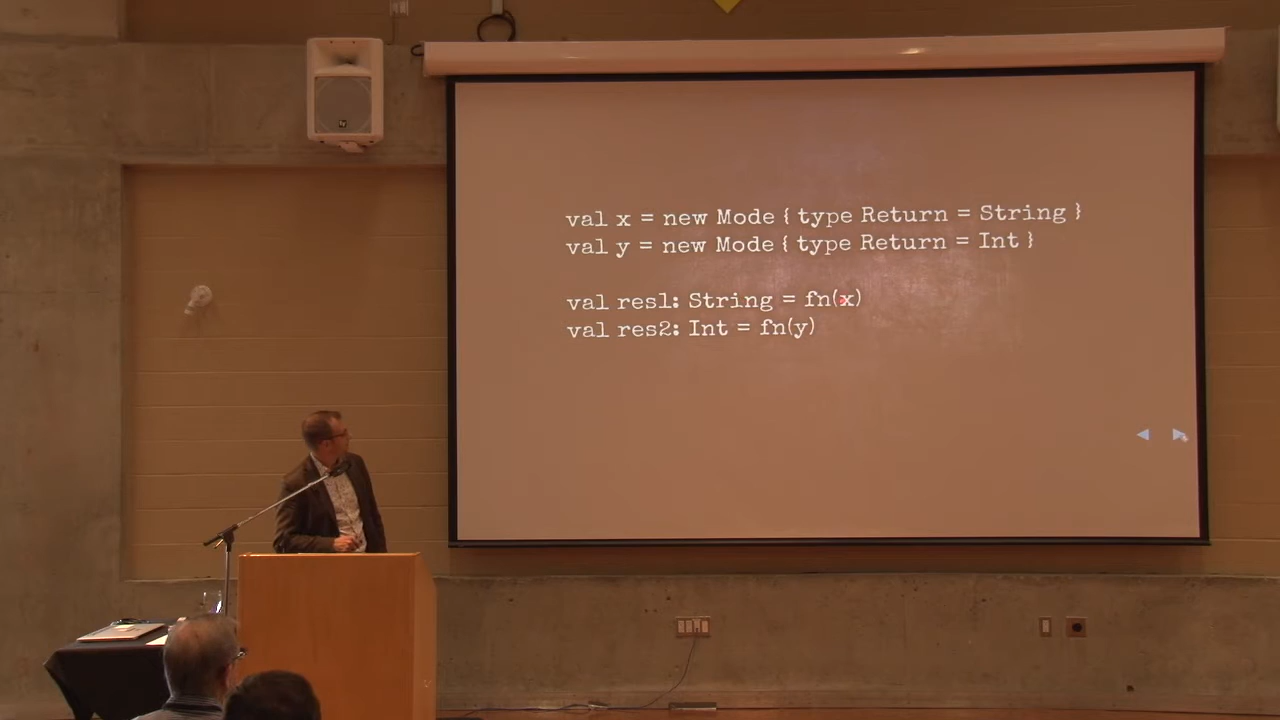 val x = new Mode { type Return = String }
val y = new Mode { type Return = Int }
val res1: String = fn(x)
val res2: Int = fn(y)